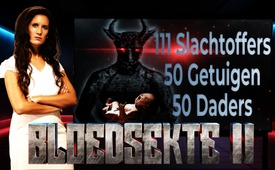 111 Slachtoffers
50 Getuigen
50 Daders
BLOEDSEKTE II